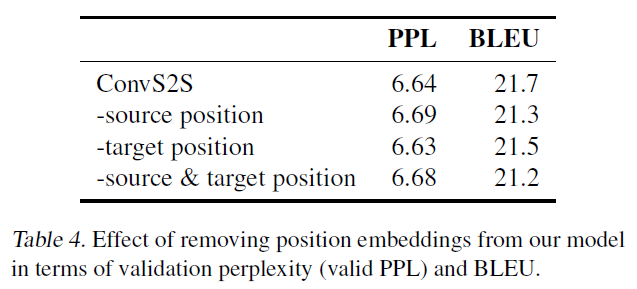 PPL BLEU
ConvS2S 6.64 21.7
-source position 6.69 21.3
-target position 6.63 21.5
-source & target position 6.68 21.2
Table 4. Effect of removing position embeddings from our model
in terms of validation perplexity (valid PPL) and BLEU.